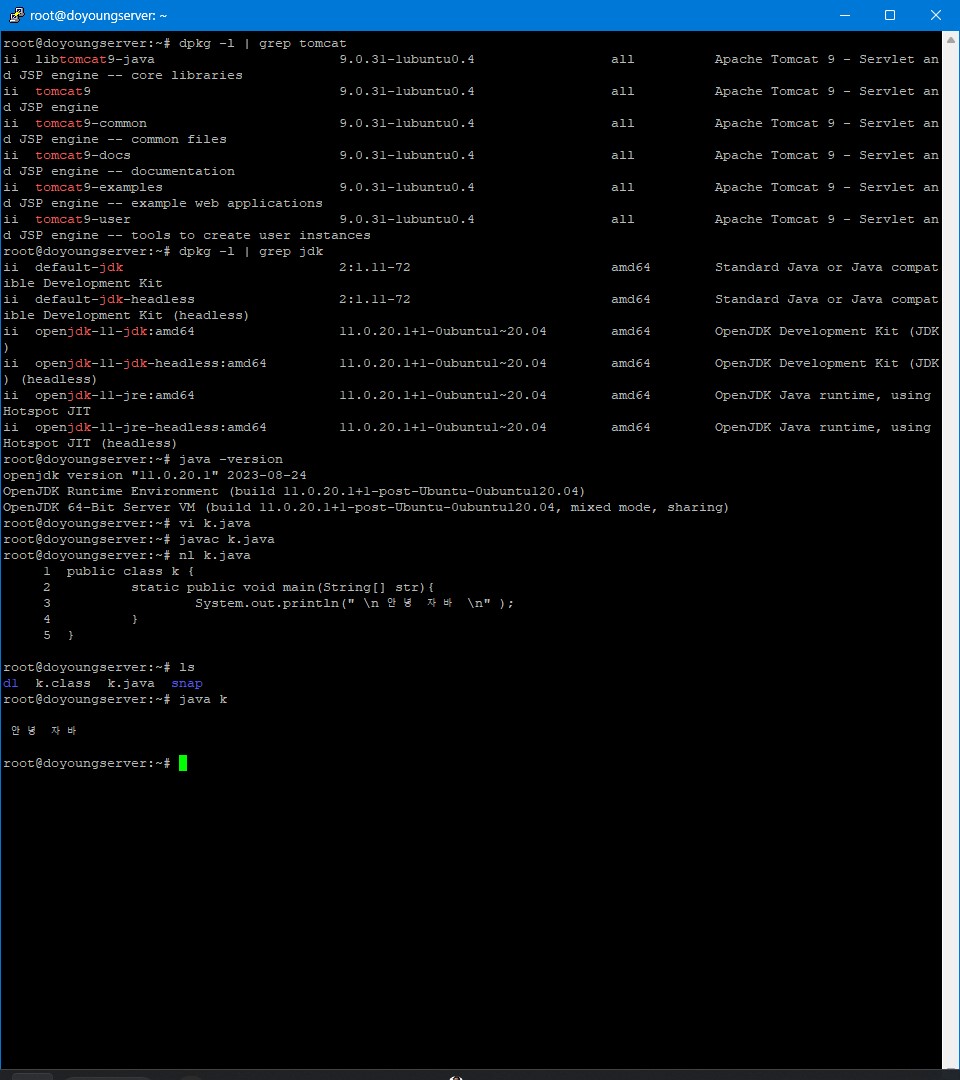 root@doyoungserver: ~
root@doyoungserver:~# dpkg -l | grep tomcat
ii  libtomcat9-java                       9.0.31-1ubuntu0.4                 all          Apache Tomcat 9 - Servlet an
d JSP engine -- core libraries
ii  tomcat9                               9.0.31-1ubuntu0.4                 all          Apache Tomcat 9 - Servlet an
d JSP engine
ii  tomcat9-common                        9.0.31-1ubuntu0.4                 all          Apache Tomcat 9 - Servlet an
d JSP engine -- common files
ii  tomcat9-docs                          9.0.31-1ubuntu0.4                 all          Apache Tomcat 9 - Servlet an
d JSP engine -- documentation
ii  tomcat9-examples                      9.0.31-1ubuntu0.4                 all          Apache Tomcat 9 - Servlet an
d JSP engine -- example web applications
ii  tomcat9-user                          9.0.31-1ubuntu0.4                 all          Apache Tomcat 9 - Servlet an
d JSP engine -- tools to create user instances
root@doyoungserver:~# dpkg -l | grep jdk
ii  default-jdk                           2:1.11-72                         amd64        Standard Java or Java compat
ible Development Kit
ii  default-jdk-headless                  2:1.11-72                         amd64        Standard Java or Java compat
ible Development Kit (headless)
ii  openjdk-11-jdk:amd64                  11.0.20.1+1-0ubuntu1~20.04        amd64        OpenJDK Development Kit (JDK
)
ii  openjdk-11-jdk-headless:amd64         11.0.20.1+1-0ubuntu1~20.04        amd64        OpenJDK Development Kit (JDK
) (headless)
ii  openjdk-11-jre:amd64                  11.0.20.1+1-0ubuntu1~20.04        amd64        OpenJDK Java runtime, using
Hotspot JIT
ii  openjdk-11-jre-headless:amd64         11.0.20.1+1-0ubuntu1~20.04        amd64        OpenJDK Java runtime, using
Hotspot JIT (headless)
root@doyoungserver:~# java -version
openjdk version "11.0.20.1" 2023-08-24
OpenJDK Runtime Environment (build 11.0.20.1+1-post-Ubuntu-0ubuntu120.04)
OpenJDK 64-Bit Server VM (build 11.0.20.1+1-post-Ubuntu-0ubuntu120.04, mixed mode, sharing)
root@doyoungserver:~# vi k.java
root@doyoungserver:~# javac k.java
root@doyoungserver:~# nl k.java
     1  public class k {
     2          static public void main(String[] str){
     3                  System.out.println(" \n 안녕 자바 \n" );
     4          }
     5  }
root@doyoungserver:~# ls
dl  k.class  k.java  snap
root@doyoungserver:~# java k
안녕 자바
root@doyoungserver:~#